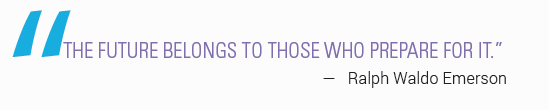 “THE FUTURE BELONGS TO THOSE WHO PREPARE FOR IT.”
— Ralph Waldo Emerson